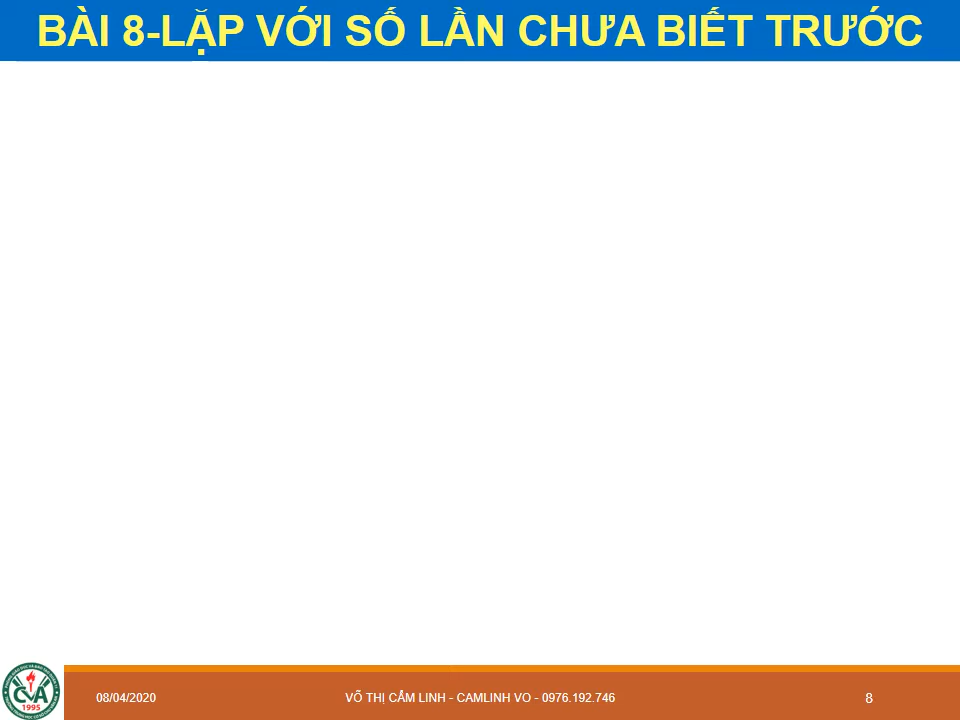 BÀI 8-LẶP VỚI SỐ LẦN CHƯA BIẾT TRƯỚC
CVA
1995
08/04/2020
VÕ THỊ CẨM LINH - CAMLINH VO - 0976.192.746
8